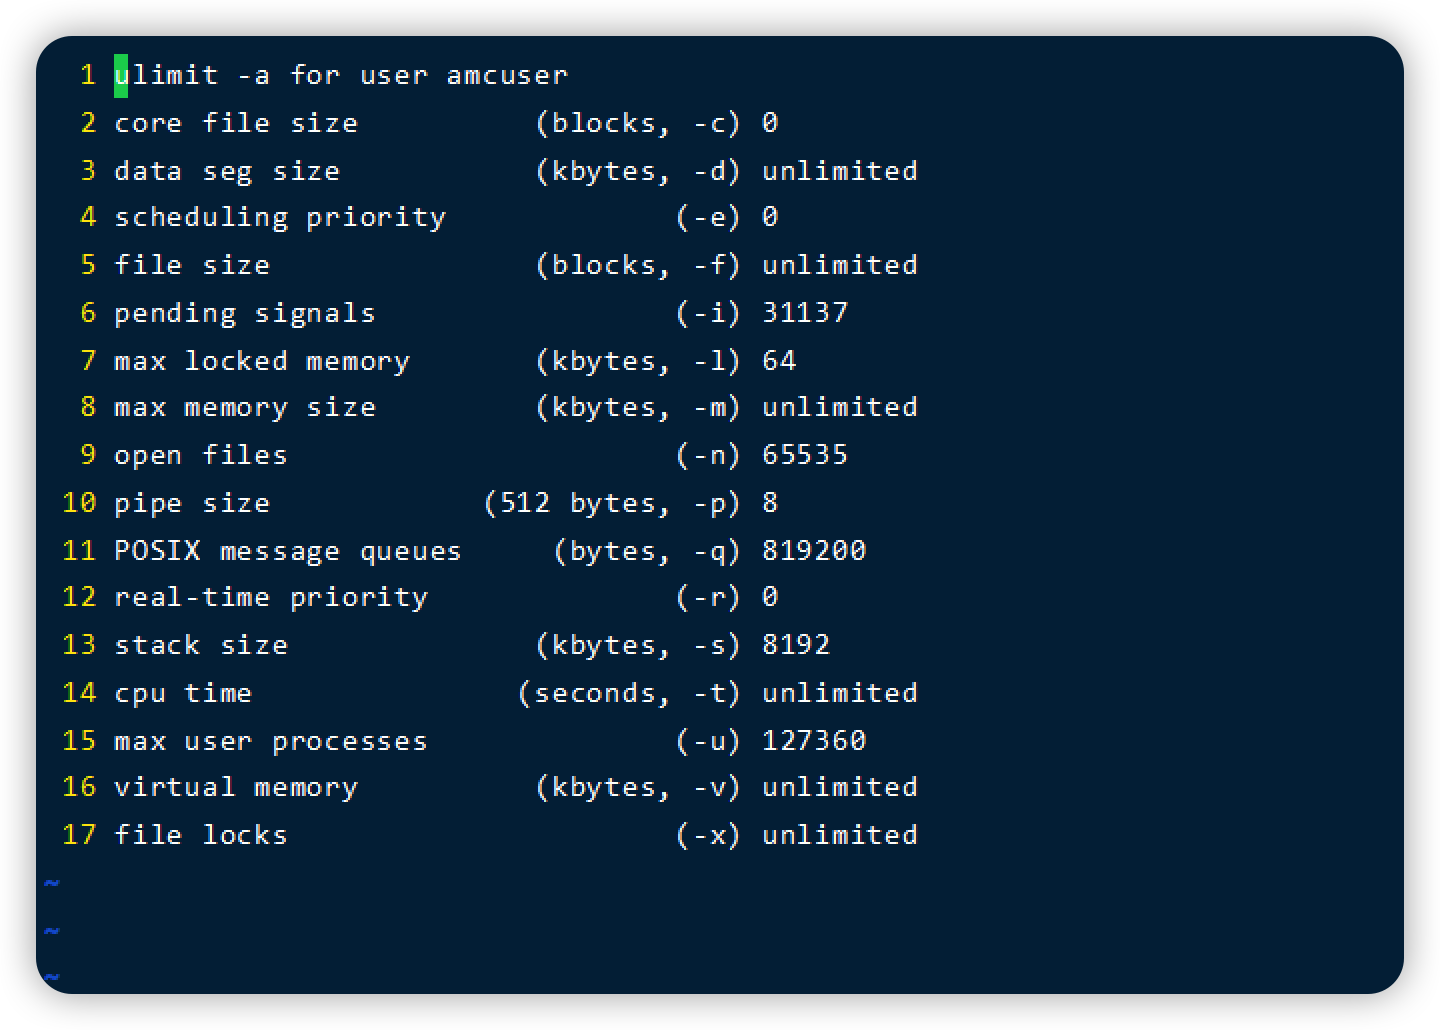 1 ulimit -a for user amcuser
2 core file size          (blocks, -c) 0
3 data seg size           (kbytes, -d) unlimited
4 scheduling priority             (-e) 0
5 file size               (blocks, -f) unlimited
6 pending signals                 (-i) 31137
7 max locked memory       (kbytes, -l) 64
8 max memory size         (kbytes, -m) unlimited
9 open files                      (-n) 65535
10 pipe size            (512 bytes, -p) 8
11 POSIX message queues     (bytes, -q) 819200
12 real-time priority              (-r) 0
13 stack size              (kbytes, -s) 8192
14 cpu time               (seconds, -t) unlimited
15 max user processes              (-u) 127360
16 virtual memory          (kbytes, -v) unlimited
17 file locks                      (-x) unlimited
~
~
~